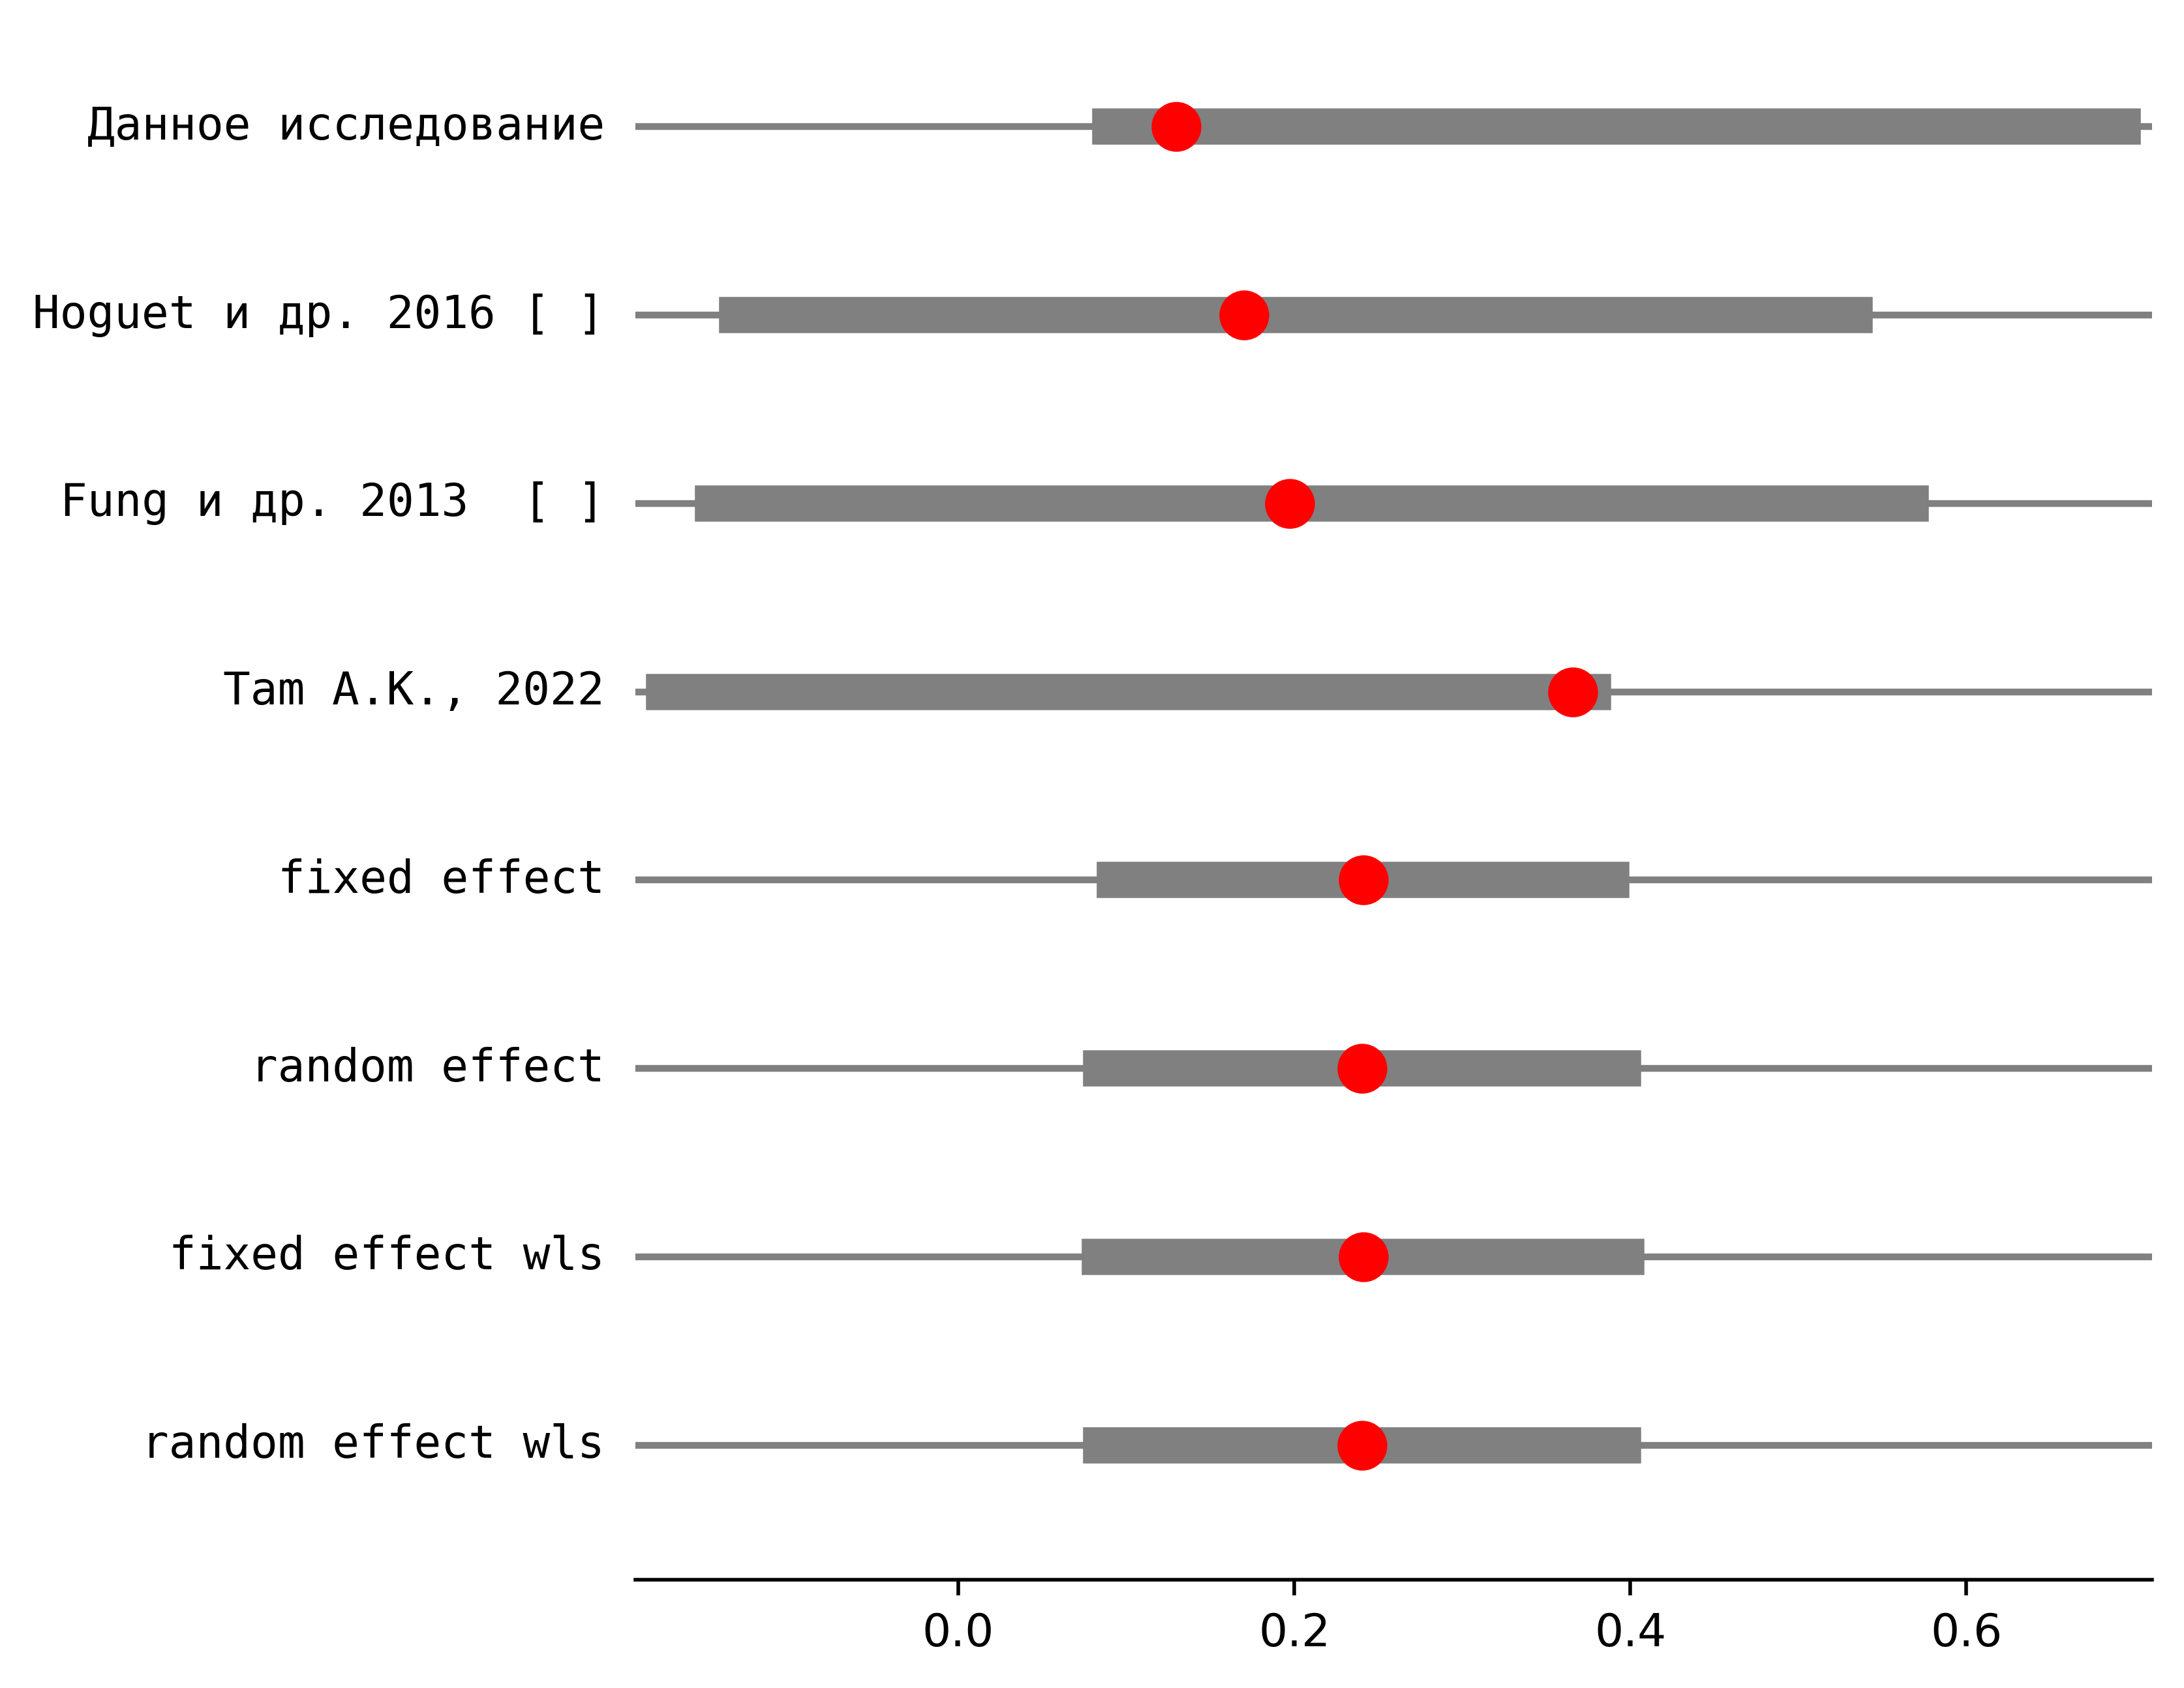 Данное исследование
Hoguet и др. 2016 [ ]
Fung и др. 2013  [ ]
Tam A.K., 2022
fixed effect
random effect
fixed effect wls
random effect wls
0.0 0.2 0.4 0.6